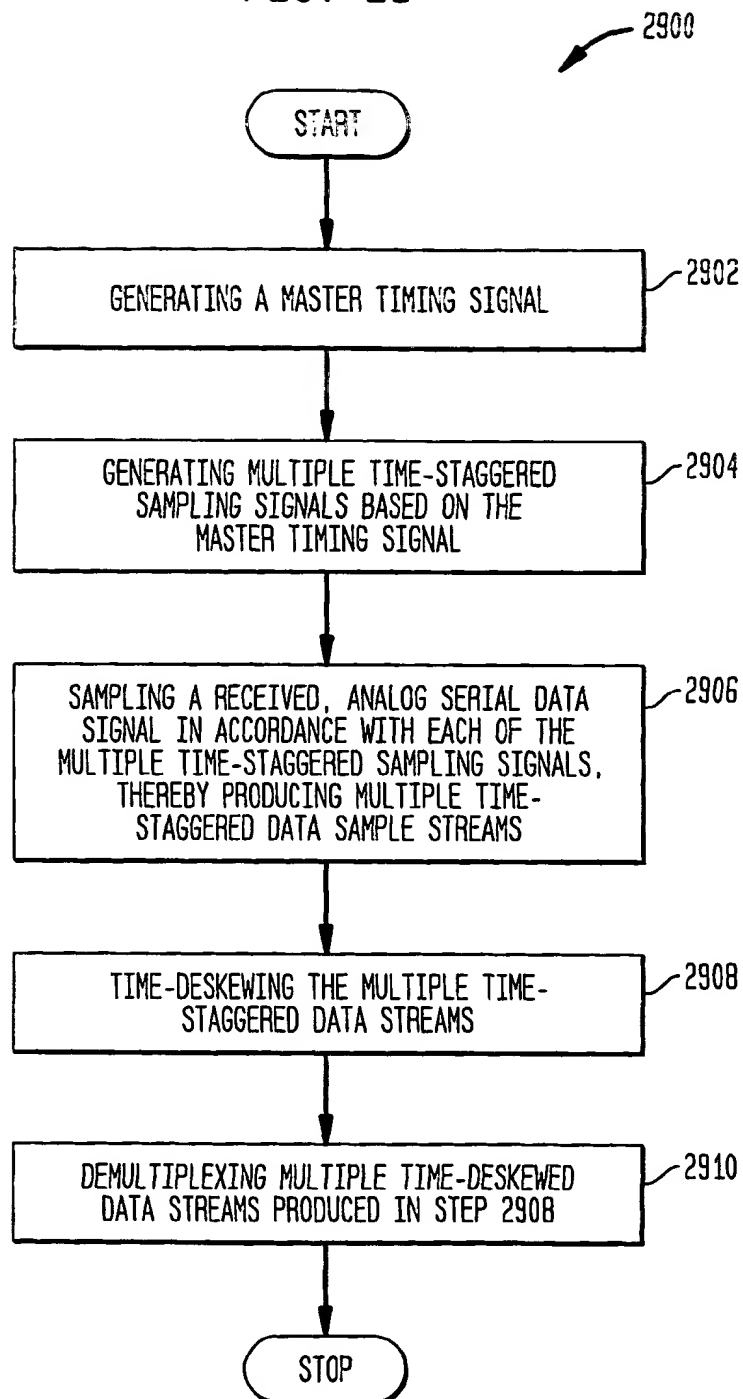 2900
START
GENERATING A MASTER TIMING SIGNAL
2902
GENERATING MULTIPLE TIME-STAGGERED
SAMPLING SIGNALS BASED ON THE
MASTER TIMING SIGNAL
2904
SAMPLING A RECEIVED, ANALOG SERIAL DATA
SIGNAL IN ACCORDANCE WITH EACH OF THE
MULTIPLE TIME-STAGGERED SAMPLING SIGNALS,
THEREBY PRODUCING MULTIPLE TIME-
STAGGERED DATA SAMPLE STREAMS
2906
TIME-DESKEWING THE MULTIPLE TIME-
STAGGERED DATA STREAMS
2908
DEMULTIPLEXING MULTIPLE TIME-DESKEWED
DATA STREAMS PRODUCED IN STEP 2908
2910
STOP